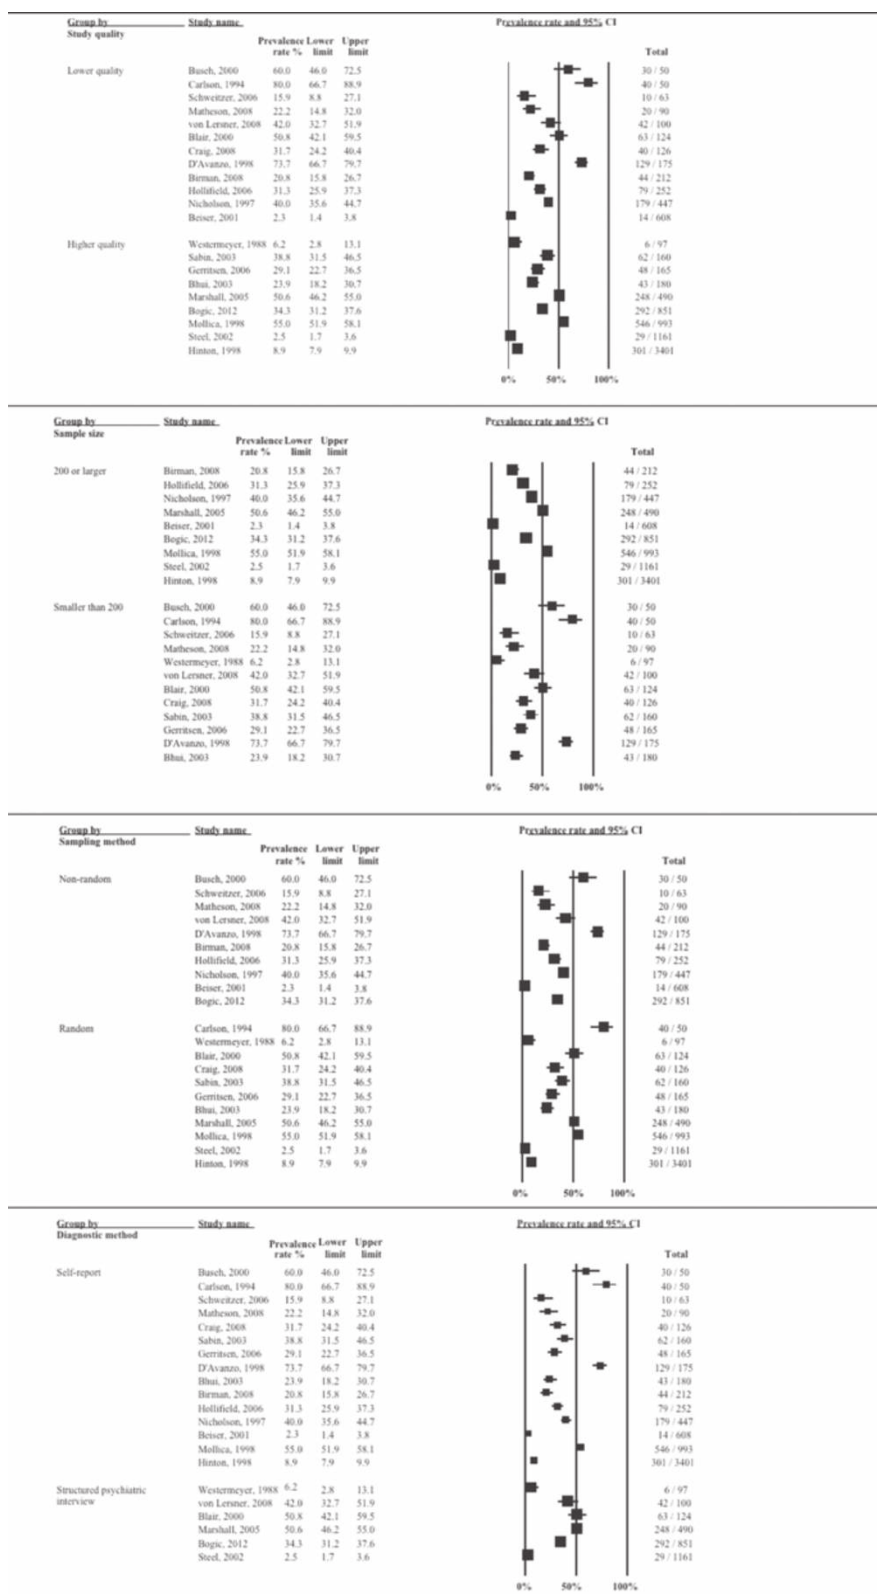 Group by Study name Prevalence rate and 95% CI
Study quality
Prevalence Lower Upper
rate % limit limit Total
Lower quality Busch, 2000 60.0 46.0 72.5 30 / 50
Carlson, 1994 80.0 66.7 88.9 40 / 50
Schweitzer, 2006 15.9 8.8 27.1 10 / 63
Matheson, 2008 22.2 14.8 32.0 20 / 90
von Lersner, 2008 42.0 32.7 51.9 42 / 100
Blair, 2000 50.8 42.1 59.5 63 / 124
Craig, 2008 31.7 24.2 40.4 40 / 126
D'Avanzo, 1998 73.7 66.7 79.7 129 / 175
Birman, 2008 20.8 15.8 26.7 44 / 212
Hollifield, 2006 31.3 25.9 37.3 79 / 252
Nicholson, 1997 40.0 35.6 44.7 179 / 447
Beiser, 2001 2.3 1.4 3.8 14 / 608
Higher quality Westermeyer, 1988 6.2 2.8 13.1 6 / 97
Sabin, 2003 38.8 31.5 46.5 62 / 160
Gerritsen, 2006 29.1 22.7 36.5 48 / 165
Bhui, 2003 23.9 18.2 30.7 43 / 180
Marshall, 2005 50.6 46.2 55.0 248 / 490
Bogic, 2012 34.3 31.2 37.6 292 / 851
Mollica, 1998 55.0 51.9 58.1 546 / 993
Steel, 2002 2.5 1.7 3.6 29 / 1161
Hinton, 1998 8.9 7.9 9.9 301 / 3401
0% 50% 100%
Group by Study name Prevalence rate and 95% CI
Sample size
Prevalence Lower Upper
rate % limit limit Total
200 or larger Birman, 2008 20.8 15.8 26.7 44 / 212
Hollifield, 2006 31.3 25.9 37.3 79 / 252
Nicholson, 1997 40.0 35.6 44.7 179 / 447
Marshall, 2005 50.6 46.2 55.0 248 / 490
Beiser, 2001 2.3 1.4 3.8 14 / 608
Bogic, 2012 34.3 31.2 37.6 292 / 851
Mollica, 1998 55.0 51.9 58.1 546 / 993
Steel, 2002 2.5 1.7 3.6 29 / 1161
Hinton, 1998 8.9 7.9 9.9 301 / 3401
Smaller than 200 Busch, 2000 60.0 46.0 72.5 30 / 50
Carlson, 1994 80.0 66.7 88.9 40 / 50
Schweitzer, 2006 15.9 8.8 27.1 10 / 63
Matheson, 2008 22.2 14.8 32.0 20 / 90
Westermeyer, 1988 6.2 2.8 13.1 6 / 97
von Lersner, 2008 42.0 32.7 51.9 42 / 100
Blair, 2000 50.8 42.1 59.5 63 / 124
Craig, 2008 31.7 24.2 40.4 40 / 126
Sabin, 2003 38.8 31.5 46.5 62 / 160
Gerritsen, 2006 29.1 22.7 36.5 48 / 165
D'Avanzo, 1998 73.7 66.7 79.7 129 / 175
Bhui, 2003 23.9 18.2 30.7 43 / 180
0% 50% 100%
Group by Study name Prevalence rate and 95% CI
Sampling method
Prevalence Lower Upper
rate % limit limit Total
Non-random Busch, 2000 60.0 46.0 72.5 30 / 50
Schweitzer, 2006 15.9 8.8 27.1 10 / 63
Matheson, 2008 22.2 14.8 32.0 20 / 90
von Lersner, 2008 42.0 32.7 51.9 42 / 100
D'Avanzo, 1998 73.7 66.7 79.7 129 / 175
Birman, 2008 20.8 15.8 26.7 44 / 212
Hollifield, 2006 31.3 25.9 37.3 79 / 252
Nicholson, 1997 40.0 35.6 44.7 179 / 447
Beiser, 2001 2.3 1.4 3.8 14 / 608
Bogic, 2012 34.3 31.2 37.6 292 / 851
Random Carlson, 1994 80.0 66.7 88.9 40 / 50
Westermeyer, 1988 6.2 2.8 13.1 6 / 97
Blair, 2000 50.8 42.1 59.5 63 / 124
Craig, 2008 31.7 24.2 40.4 40 / 126
Sabin, 2003 38.8 31.5 46.5 62 / 160
Gerritsen, 2006 29.1 22.7 36.5 48 / 165
Bhui, 2003 23.9 18.2 30.7 43 / 180
Marshall, 2005 50.6 46.2 55.0 248 / 490
Mollica, 1998 55.0 51.9 58.1 546 / 993
Steel, 2002 2.5 1.7 3.6 29 / 1161
Hinton, 1998 8.9 7.9 9.9 301 / 3401
0% 50% 100%
Group by Study name Prevalence rate and 95% CI
Diagnostic method
Prevalence Lower Upper
rate % limit limit Total
Self-report Busch, 2000 60.0 46.0 72.5 30 / 50
Carlson, 1994 80.0 66.7 88.9 40 / 50
Schweitzer, 2006 15.9 8.8 27.1 10 / 63
Matheson, 2008 22.2 14.8 32.0 20 / 90
Craig, 2008 31.7 24.2 40.4 40 / 126
Sabin, 2003 38.8 31.5 46.5 62 / 160
Gerritsen, 2006 29.1 22.7 36.5 48 / 165
D'Avanzo, 1998 73.7 66.7 79.7 129 / 175
Bhui, 2003 23.9 18.2 30.7 43 / 180
Birman, 2008 20.8 15.8 26.7 44 / 212
Hollifield, 2006 31.3 25.9 37.3 79 / 252
Nicholson, 1997 40.0 35.6 44.7 179 / 447
Beiser, 2001 2.3 1.4 3.8 14 / 608
Mollica, 1998 55.0 51.9 58.1 546 / 993
Hinton, 1998 8.9 7.9 9.9 301 / 3401
Structured psychiatric Westermeyer, 1988 6.2 2.8 13.1 6 / 97
interview von Lersner, 2008 42.0 32.7 51.9 42 / 100
Blair, 2000 50.8 42.1 59.5 63 / 124
Marshall, 2005 50.6 46.2 55.0 248 / 490
Bogic, 2012 34.3 31.2 37.6 292 / 851
Steel, 2002 2.5 1.7 3.6 29 / 1161
0% 50% 100%